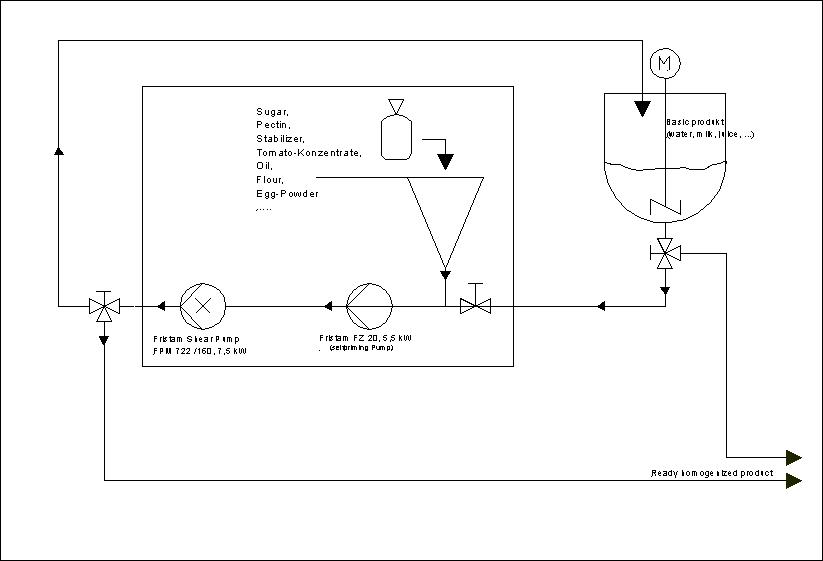 M
Sugar,
Pectin,
Stabilizer,
Tomato-Konzentrate,
Oil,
Flour,
Egg-Powder
,....
Basic produkt
(water, milk, juice, ...)
Fristam Shear Pump
FPM 722 /160, 7,5 kW
Fristam FZ 20, 5,5 kW
. (selfpriming Pump)
Ready homogenized product